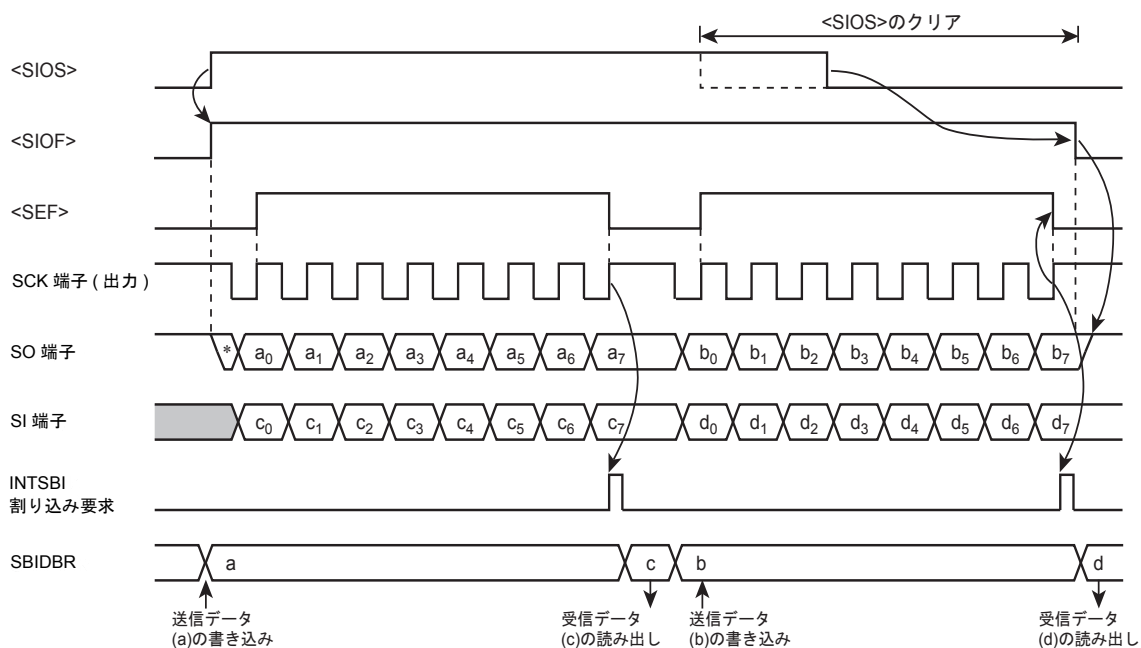 <SIOS>のクリア
<SIOS>
<SIOF>
<SEF>
SCK 端子 ( 出力 )
SO 端子
* a0 a1 a2 a3 a4 a5 a6 a7 b0 b1 b2 b3 b4 b5 b6 b7
SI 端子
c0 c1 c2 c3 c4 c5 c6 c7 d0 d1 d2 d3 d4 d5 d6 d7
INTSBI
割り込み要求
SBIDBR
a c b d
送信データ
(a)の書き込み
受信データ
(c)の読み出し
送信データ
(b)の書き込み
受信データ
(d)の読み出し